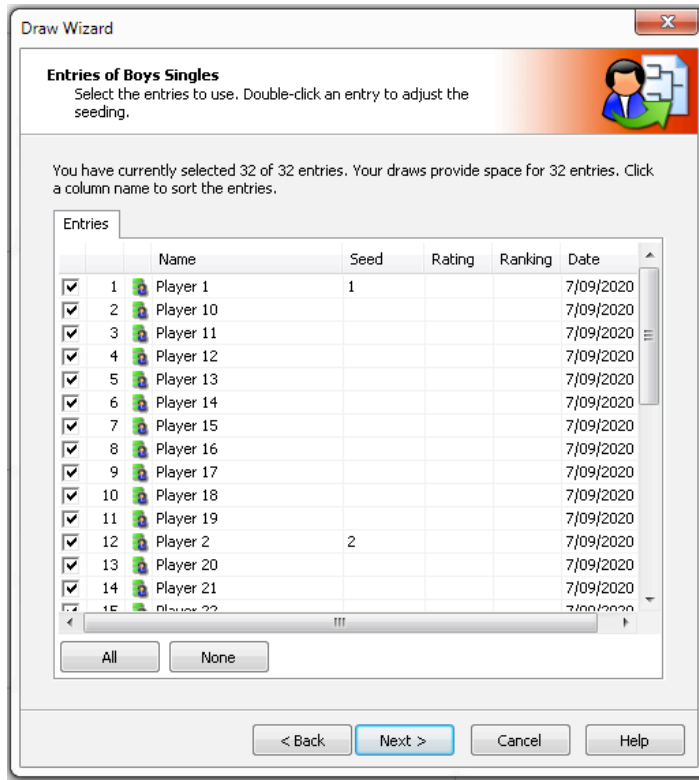 Draw Wizard
Entries of Boys Singles
Select the entries to use. Double-click an entry to adjust the
seeding.
You have currently selected 32 of 32 entries. Your draws provide space for 32 entries. Click
a column name to sort the entries.
Entries
Name Seed Rating Ranking Date
1 Player 1 1 7/09/2020
2 Player 10 7/09/2020
3 Player 11 7/09/2020
4 Player 12 7/09/2020
5 Player 13 7/09/2020
6 Player 14 7/09/2020
7 Player 15 7/09/2020
8 Player 16 7/09/2020
9 Player 17 7/09/2020
10 Player 18 7/09/2020
11 Player 19 7/09/2020
12 Player 2 2 7/09/2020
13 Player 20 7/09/2020
14 Player 21 7/09/2020
15 Player 22 7/09/2020
All None
< Back Next > Cancel Help